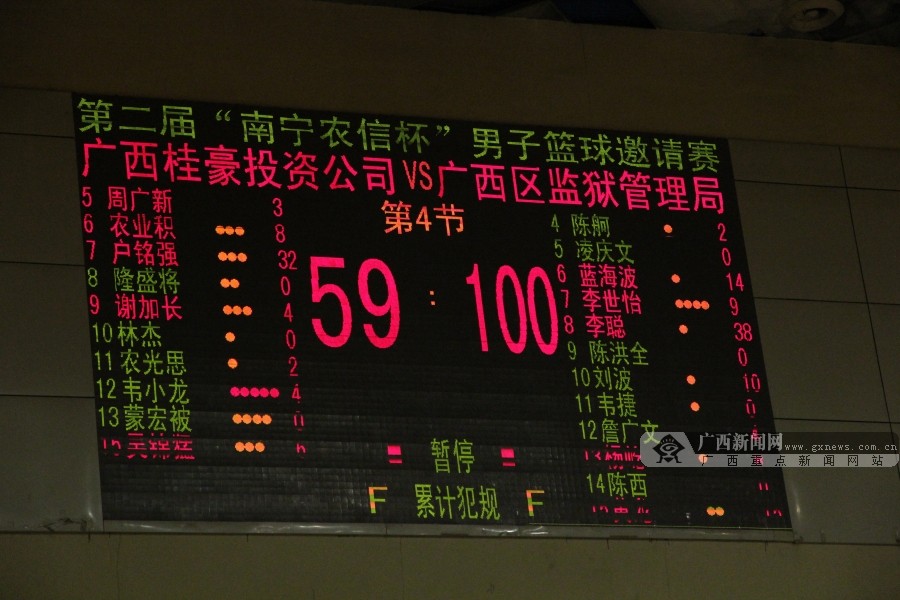 第二届“南宁农信杯”男子篮球邀请赛
广西桂豪投资公司VS广西区监狱管理局
第4节
59 : 100
5 周广新 3
6 农业积 8
7 户铭强 32
8 隆盛将 0
9 谢加长 4
10 林杰 0
11 农光思 2
12 韦小龙 4
13 蒙宏被 0
4 陈舸 2
5 凌庆文 0
6 蓝海波 14
7 李世怡 9
8 李聪 38
9 陈洪全 0
10 刘波 10
11 韦捷 0
12 詹广文
14 陈西
暂停
F 累计犯规 F
广西新闻网
www.gxnews.com.cn
广西重点新闻网站